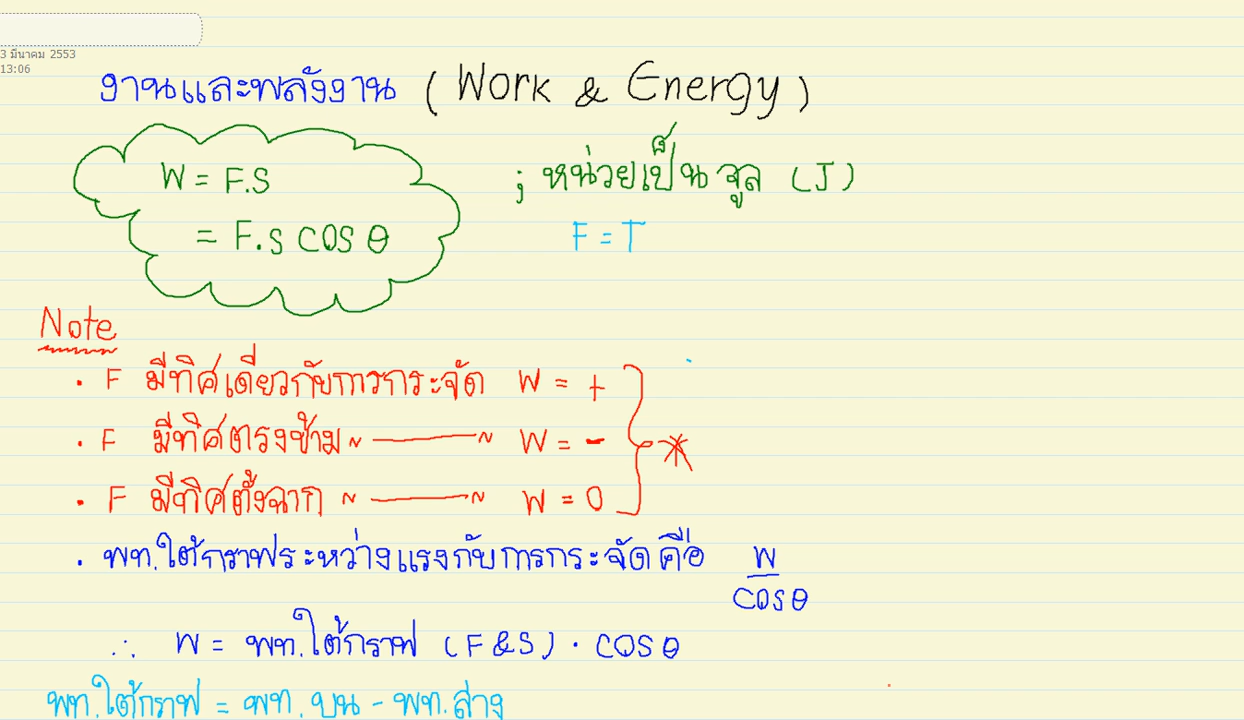 3 มีนาคม 2553
13:06
งานและพลังงาน (Work & Energy)
W = F.S ; หน่วยเป็น จูล (J)
= F.S COS θ F = T
Note
. F มีทิศเดียวกับการกระจัด W = +
. F มีทิศตรงข้าม ~ ——— ~ W = -
. F มีทิศตั้งฉาก ~ ——— ~ W = 0
. พท.ใต้กราฟระหว่างแรงกับการกระจัด คือ W/COSθ
∴ W = พท.ใต้กราฟ (F&S) . COSθ
พท.ใต้กราฟ = พท.บน - พท.ล่าง